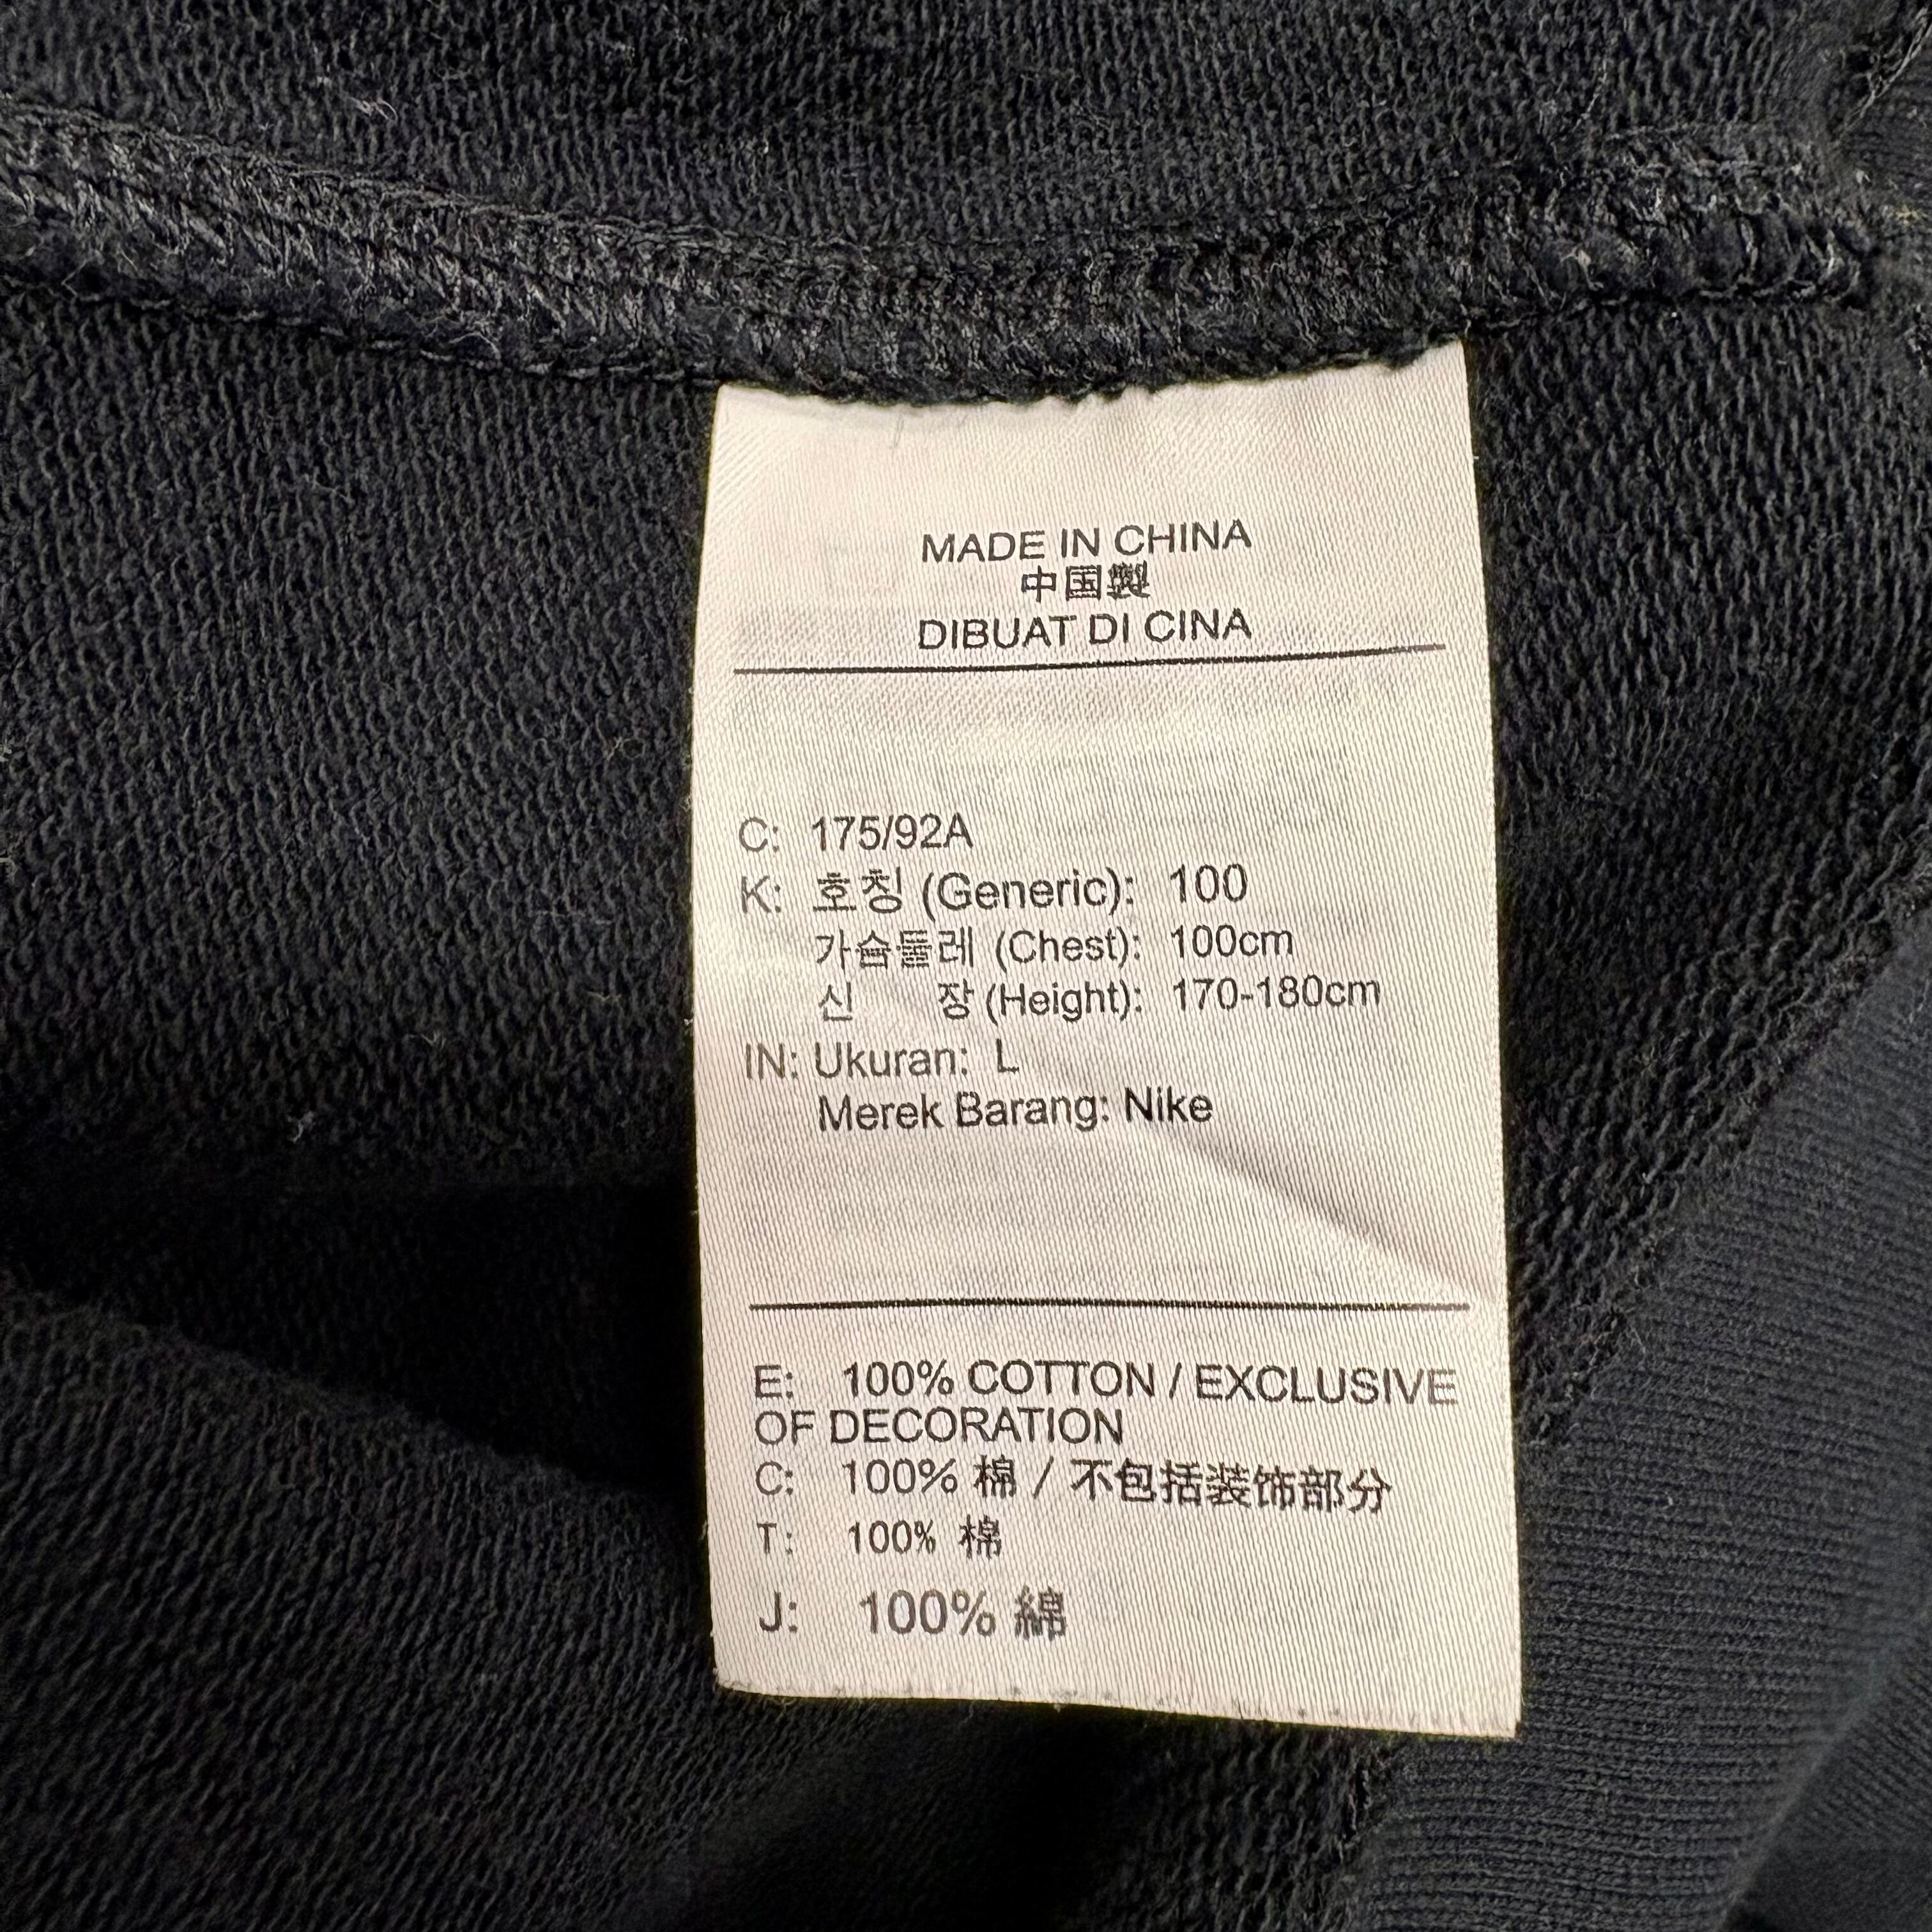 MADE IN CHINA
中国製
DIBUAT DI CINA
C: 175/92A
K: 호칭 (Generic): 100
가슴둘레 (Chest): 100cm
신 장 (Height): 170-180cm
IN: Ukuran: L
Merek Barang: Nike
E: 100% COTTON / EXCLUSIVE
OF DECORATION
C: 100% 棉 / 不包括装饰部分
T: 100% 棉
J: 100% 綿